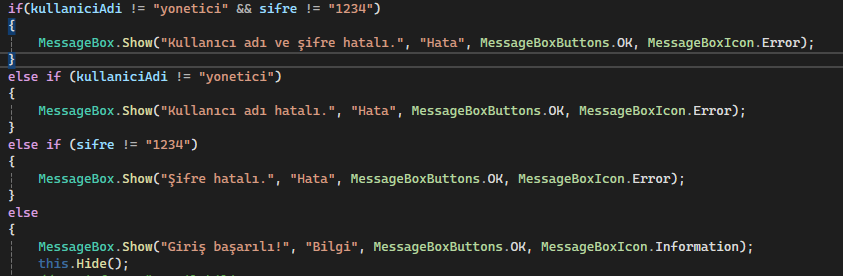 if(kullaniciAdi != "yonetici" && sifre != "1234")
{
MessageBox.Show("Kullanıcı adı ve şifre hatalı.", "Hata", MessageBoxButtons.OK, MessageBoxIcon.Error);
}
else if (kullaniciAdi != "yonetici")
{
MessageBox.Show("Kullanıcı adı hatalı.", "Hata", MessageBoxButtons.OK, MessageBoxIcon.Error);
}
else if (sifre != "1234")
{
MessageBox.Show("Şifre hatalı.", "Hata", MessageBoxButtons.OK, MessageBoxIcon.Error);
}
else
{
MessageBox.Show("Giriş başarılı!", "Bilgi", MessageBoxButtons.OK, MessageBoxIcon.Information);
this.Hide();